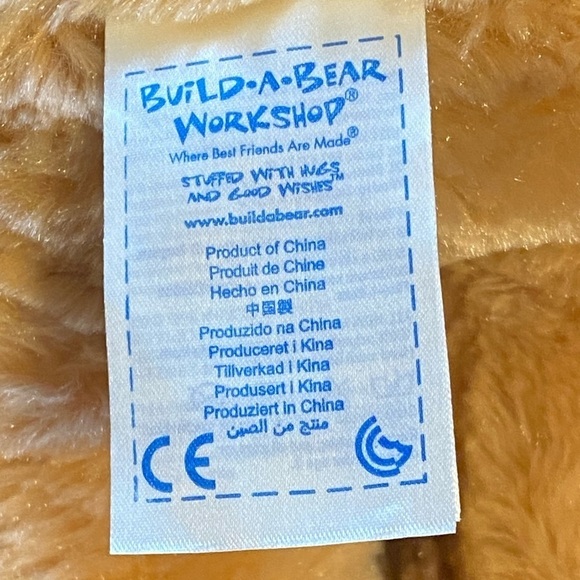 BUiLD•A•BEAR
WORKSHOP®
Where Best Friends Are Made®
STUFFED WiTH HUGS
AND GOOD WiSHES™
www.buildabear.com
Product of China
Produit de Chine
Hecho en China
中国製
Produzido na China
Produceret i Kina
Tillverkad i Kina
Produsert i Kina
Produziert in China
منتج من الصين
CE